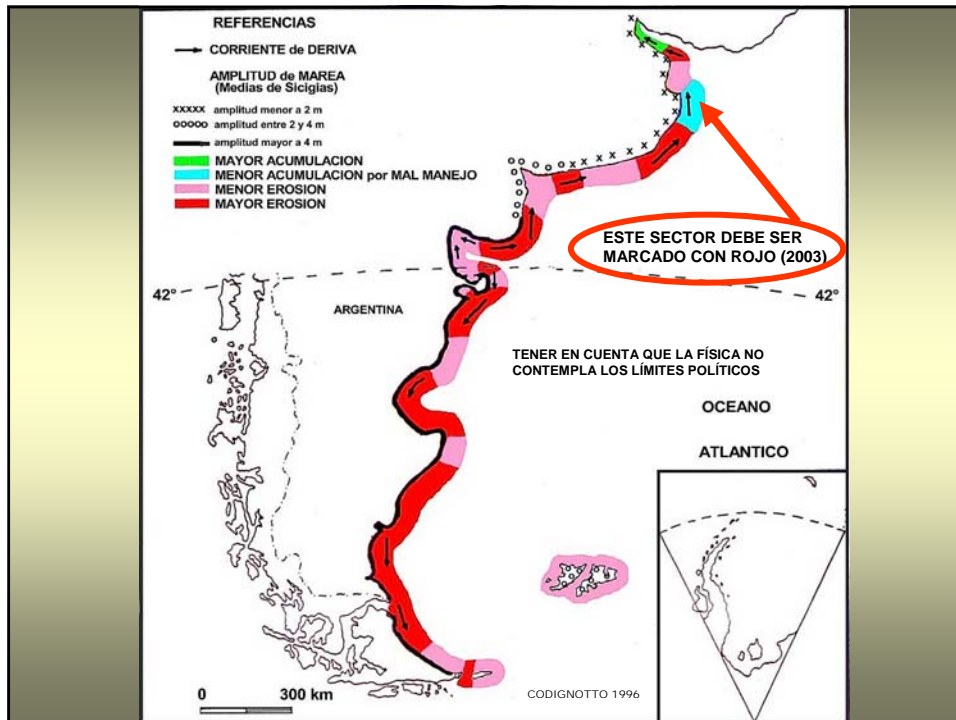 REFERENCIAS
CORRIENTE de DERIVA
AMPLITUD de MAREA
(Medias de Sicigias)
xxxxx amplitud menor a 2 m
ooooo amplitud entre 2 y 4 m
amplitud mayor a 4 m
MAYOR ACUMULACION
MENOR ACUMULACION por MAL MANEJO
MENOR EROSION
MAYOR EROSION
ESTE SECTOR DEBE SER
MARCADO CON ROJO (2003)
42°
42°
ARGENTINA
TENER EN CUENTA QUE LA FÍSICA NO
CONTEMPLA LOS LÍMITES POLÍTICOS
OCEANO
ATLANTICO
0 300 km
CODIGNOTTO 1996